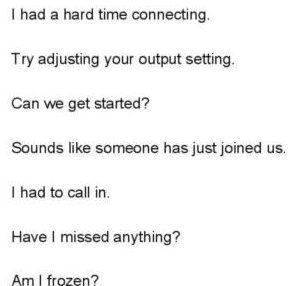 I had a hard time connecting.
Try adjusting your output setting.
Can we get started?
Sounds like someone has just joined us.
I had to call in.
Have I missed anything?
Am I frozen?